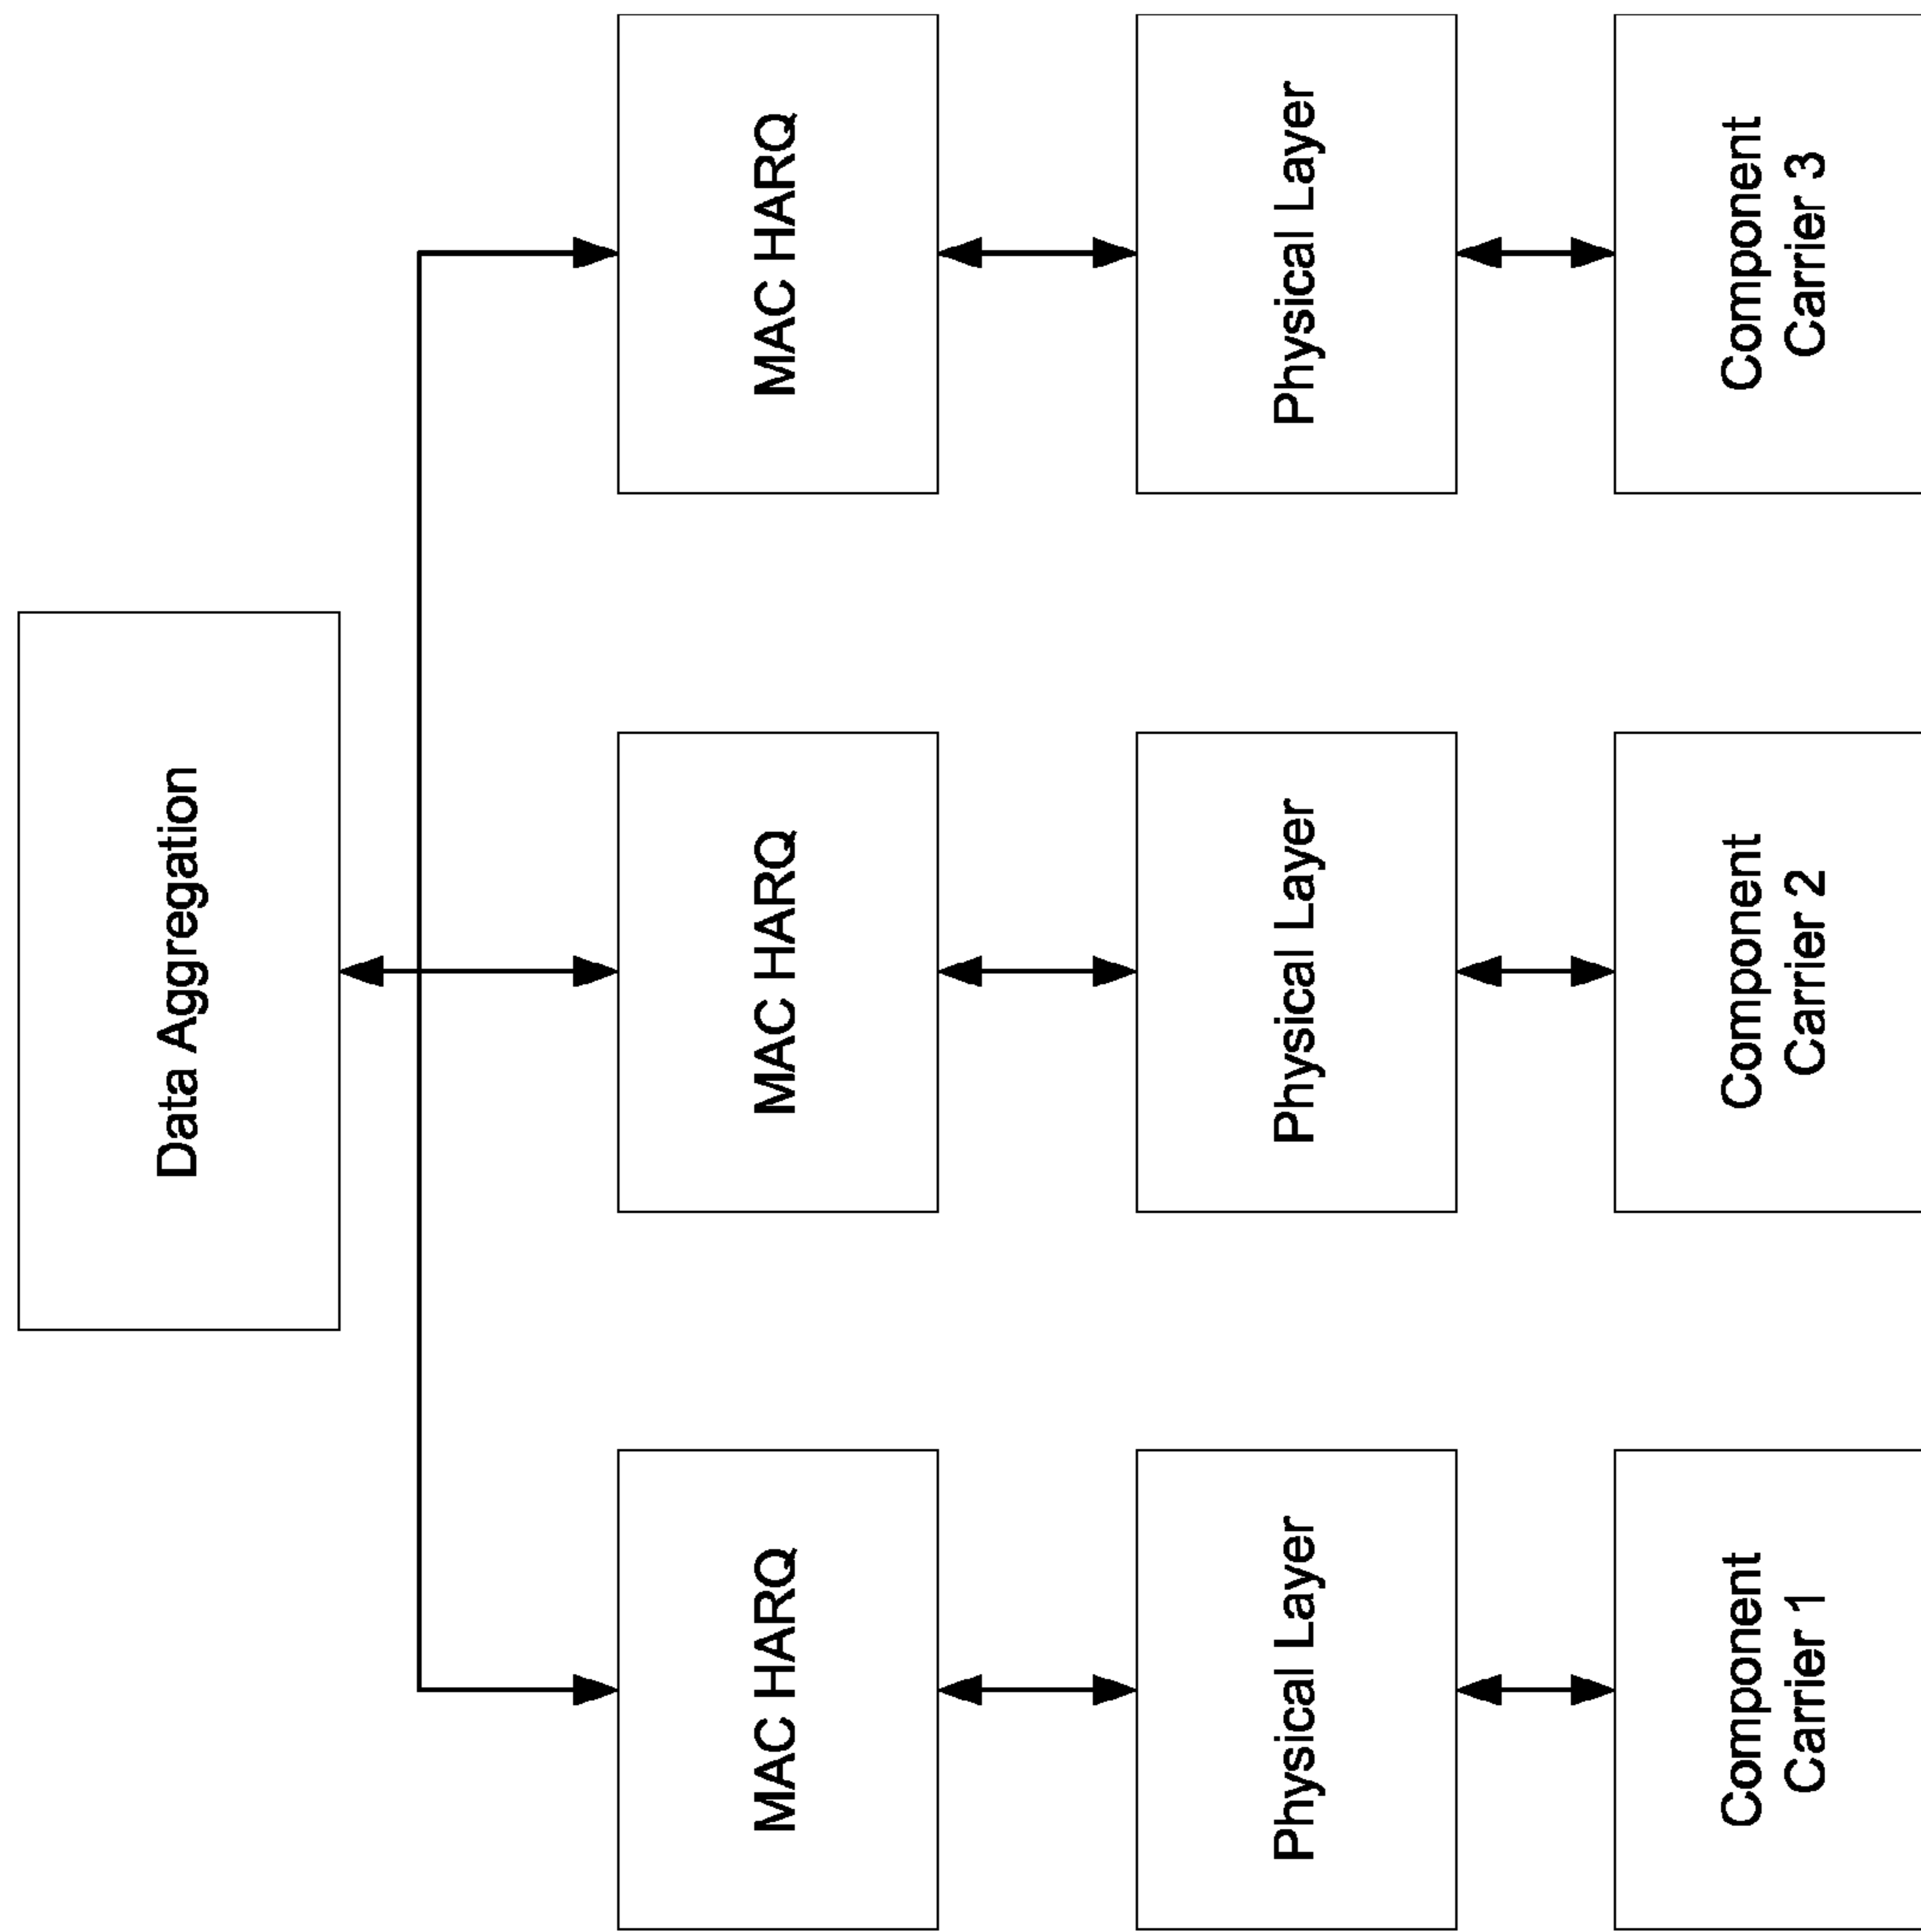 Data Aggregation
MAC HARQ
MAC HARQ
MAC HARQ
Physical Layer
Physical Layer
Physical Layer
Component
Carrier 1
Component
Carrier 2
Component
Carrier 3